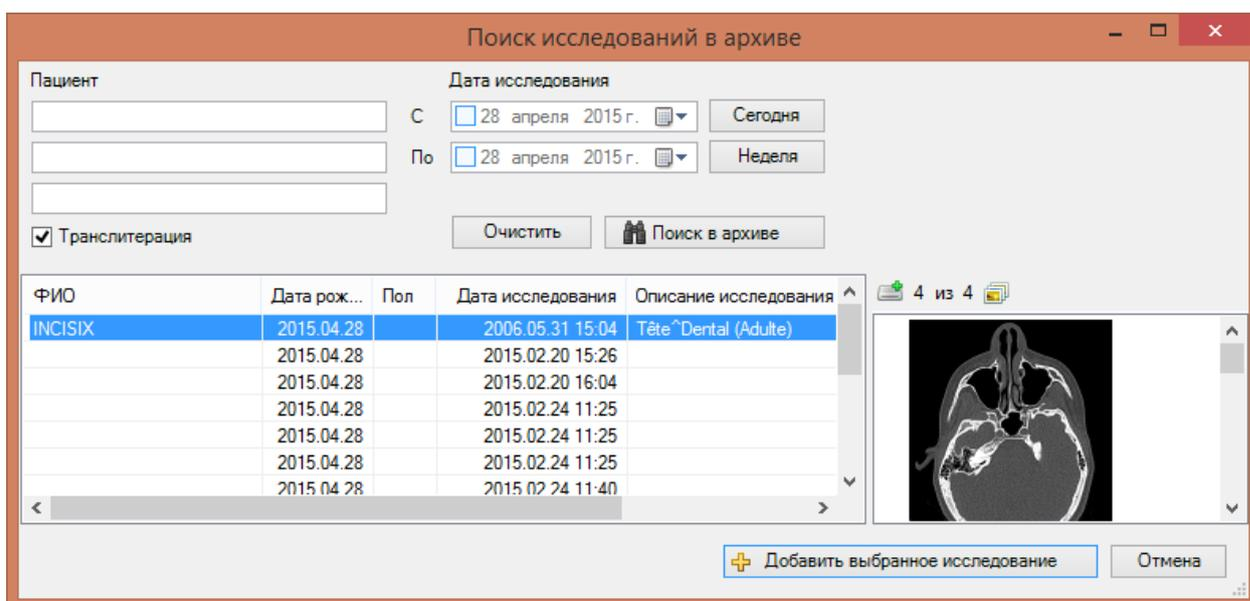 Поиск исследований в архиве
Пациент
Дата исследования
С 28 апреля 2015 г. Сегодня
По 28 апреля 2015 г. Неделя
Транслитерация
Очистить
Поиск в архиве
ФИО Дата рож... Пол Дата исследования Описание исследования
INCISIX 2015.04.28 2006.05.31 15:04 Tête^Dental (Adulte)
2015.04.28 2015.02.20 15:26
2015.04.28 2015.02.20 16:04
2015.04.28 2015.02.24 11:25
2015.04.28 2015.02.24 11:25
2015.04.28 2015.02.24 11:25
2015.04.28 2015.02.24 11:40
4 из 4
Добавить выбранное исследование
Отмена